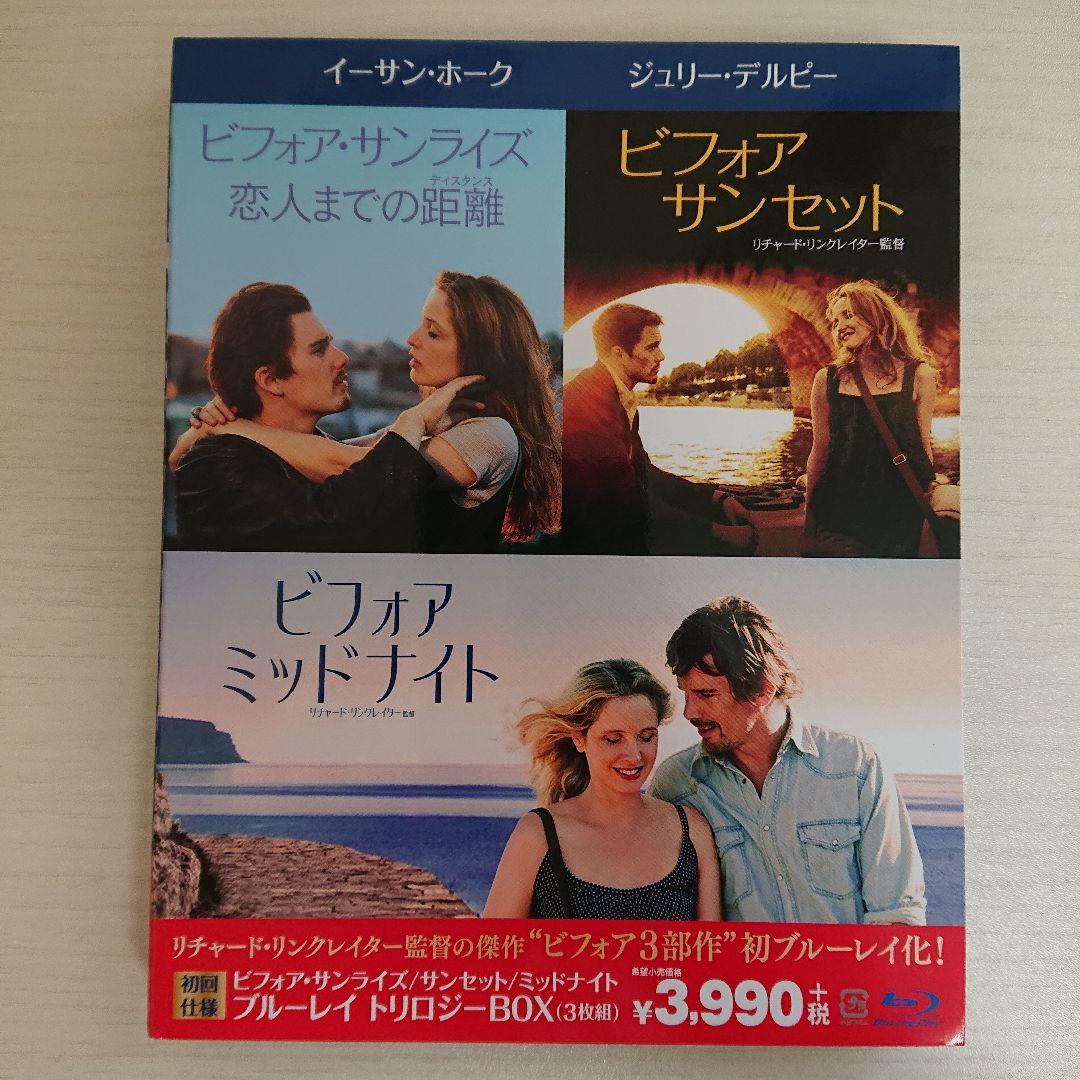 イーサン・ホーク
ジュリー・デルピー
ビフォア・サンライズ
ディスタンス
恋人までの距離
ビフォア
サンセット
リチャード・リンクレイター監督
ビフォア
ミッドナイト
リチャード・リンクレイター監督
リチャード・リンクレイター監督の傑作“ビフォア3部作”初ブルーレイ化!
初回
仕様
ビフォア・サンライズ/サンセット/ミッドナイト
ブルーレイ トリロジーBOX(3枚組)
希望小売価格
¥3,990+税
Blu-ray Disc